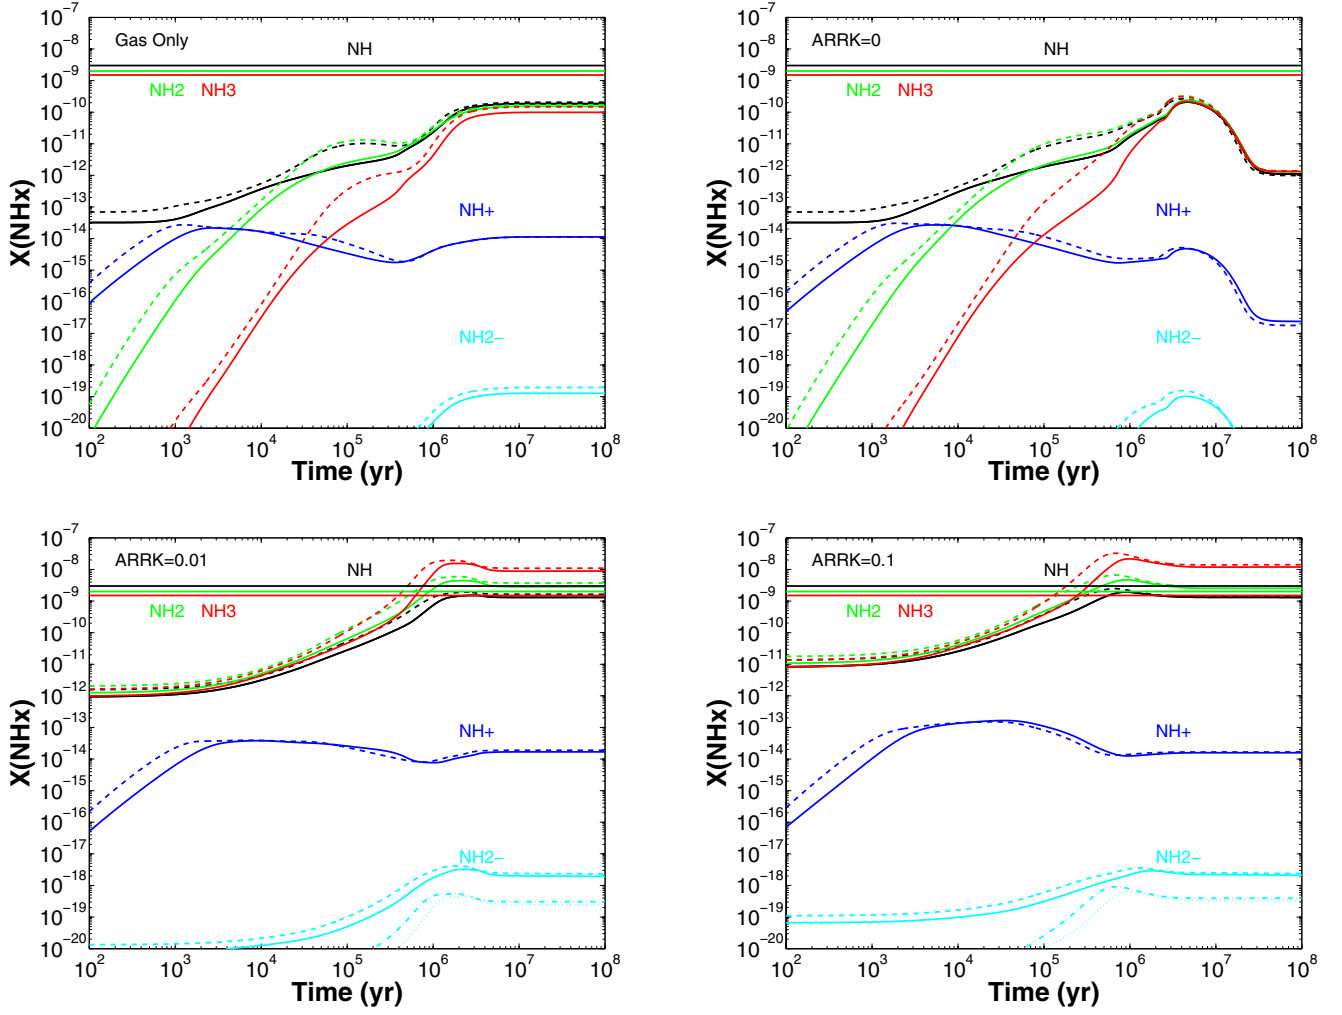 Gas Only
NH
NH2 NH3
NH+
NH2−
X(NHx)
10^-7
10^-8
10^-9
10^-10
10^-11
10^-12
10^-13
10^-14
10^-15
10^-16
10^-17
10^-18
10^-19
10^-20
10^2 10^3 10^4 10^5 10^6 10^7 10^8
Time (yr)
ARRK=0
NH
NH2 NH3
NH+
NH2−
X(NHx)
10^-7
10^-8
10^-9
10^-10
10^-11
10^-12
10^-13
10^-14
10^-15
10^-16
10^-17
10^-18
10^-19
10^-20
10^2 10^3 10^4 10^5 10^6 10^7 10^8
Time (yr)
ARRK=0.01
NH
NH2 NH3
NH+
NH2−
X(NHx)
10^-7
10^-8
10^-9
10^-10
10^-11
10^-12
10^-13
10^-14
10^-15
10^-16
10^-17
10^-18
10^-19
10^-20
10^2 10^3 10^4 10^5 10^6 10^7 10^8
Time (yr)
ARRK=0.1
NH
NH2 NH3
NH+
NH2−
X(NHx)
10^-7
10^-8
10^-9
10^-10
10^-11
10^-12
10^-13
10^-14
10^-15
10^-16
10^-17
10^-18
10^-19
10^-20
10^2 10^3 10^4 10^5 10^6 10^7 10^8
Time (yr)